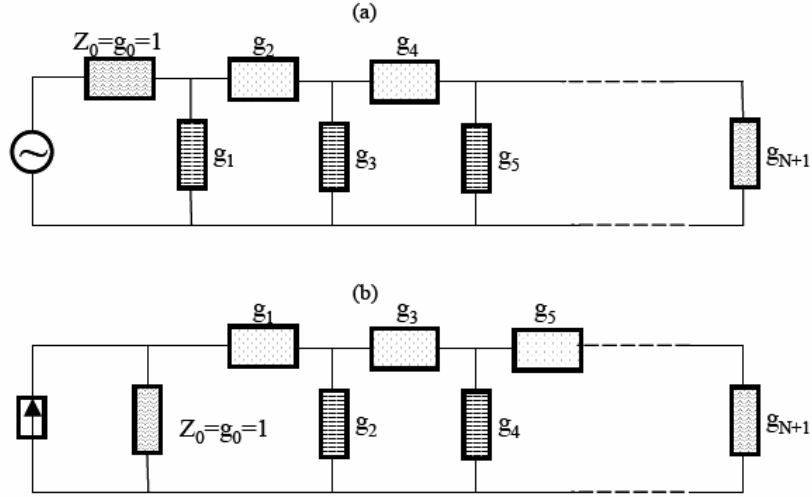 (a)
Z₀=g₀=1
g₂
g₄
g₁
g₃
g₅
gN+1
(b)
g₁
g₃
g₅
Z₀=g₀=1
g₂
g₄
gN+1